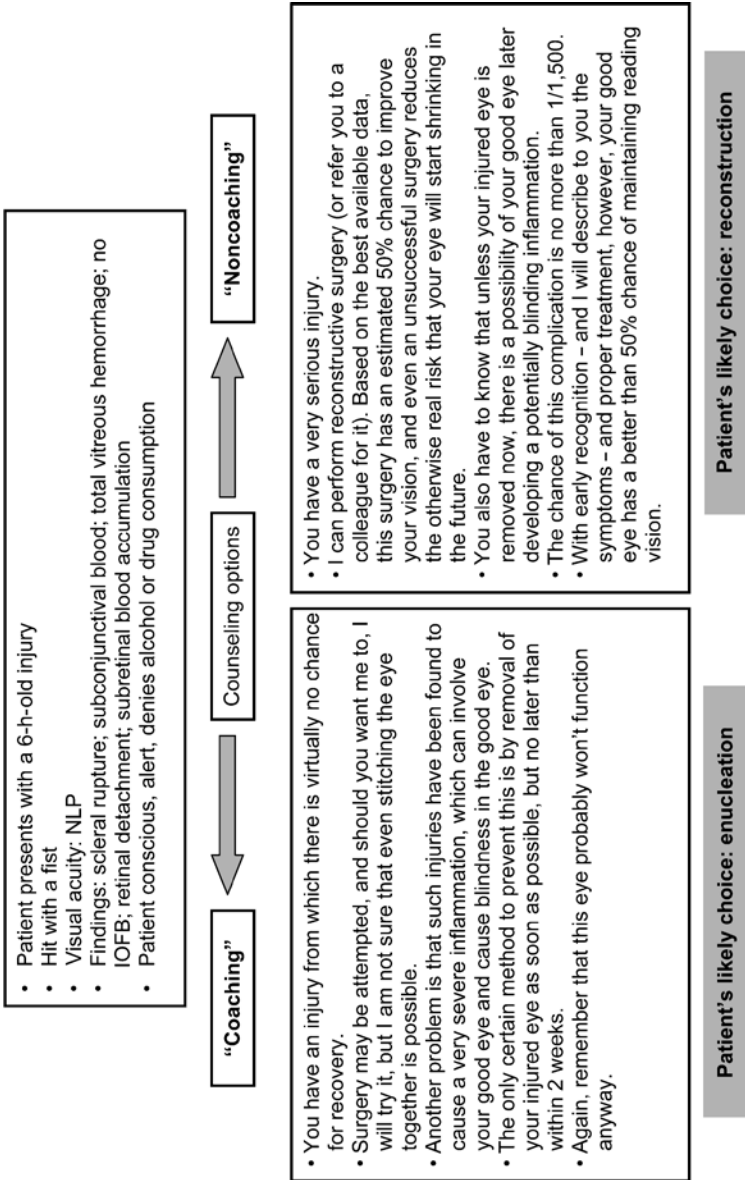 • Patient presents with a 6-h-old injury
• Hit with a fist
• Visual acuity: NLP
• Findings: scleral rupture; subconjunctival blood; total vitreous hemorrhage; no
IOFB; retinal detachment; subretinal blood accumulation
• Patient conscious, alert, denies alcohol or drug consumption
"Coaching"
Counseling options
"Noncoaching"
• You have an injury from which there is virtually no chance
for recovery.
• Surgery may be attempted, and should you want me to, I
will try it, but I am not sure that even stitching the eye
together is possible.
• Another problem is that such injuries have been found to
cause a very severe inflammation, which can involve
your good eye and cause blindness in the good eye.
• The only certain method to prevent this is by removal of
your injured eye as soon as possible, but no later than
within 2 weeks.
• Again, remember that this eye probably won't function
anyway.
• You have a very serious injury.
• I can perform reconstructive surgery (or refer you to a
colleague for it). Based on the best available data,
this surgery has an estimated 50% chance to improve
your vision, and even an unsuccessful surgery reduces
the otherwise real risk that your eye will start shrinking in
the future.
• You also have to know that unless your injured eye is
removed now, there is a possibility of your good eye later
developing a potentially blinding inflammation.
• The chance of this complication is no more than 1/1,500.
• With early recognition – and I will describe to you the
symptoms – and proper treatment, however, your good
eye has a better than 50% chance of maintaining reading
vision.
Patient's likely choice: enucleation
Patient's likely choice: reconstruction